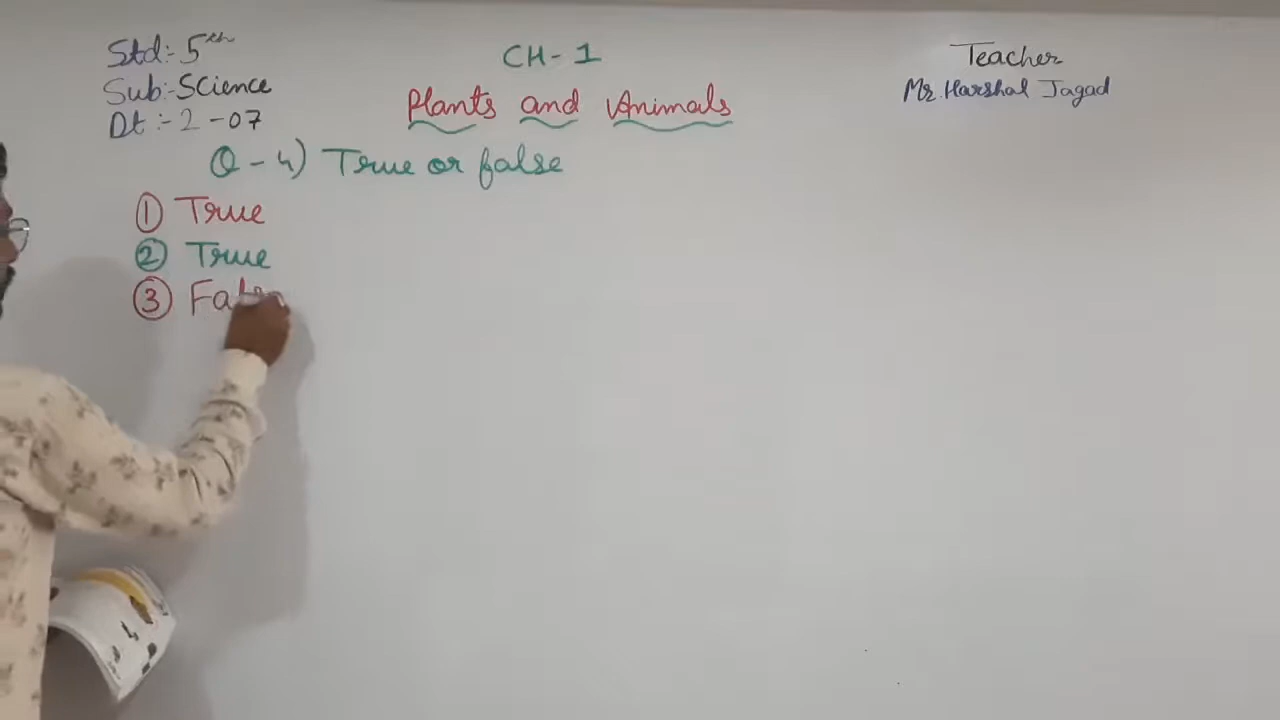 Std:- 5th
Sub:- Science
Dt :- 2 - 07
CH - 1
Plants and Animals
Teacher
Mr. Harshal Jagad
Q - 4) True or false
① True
② True
③ False